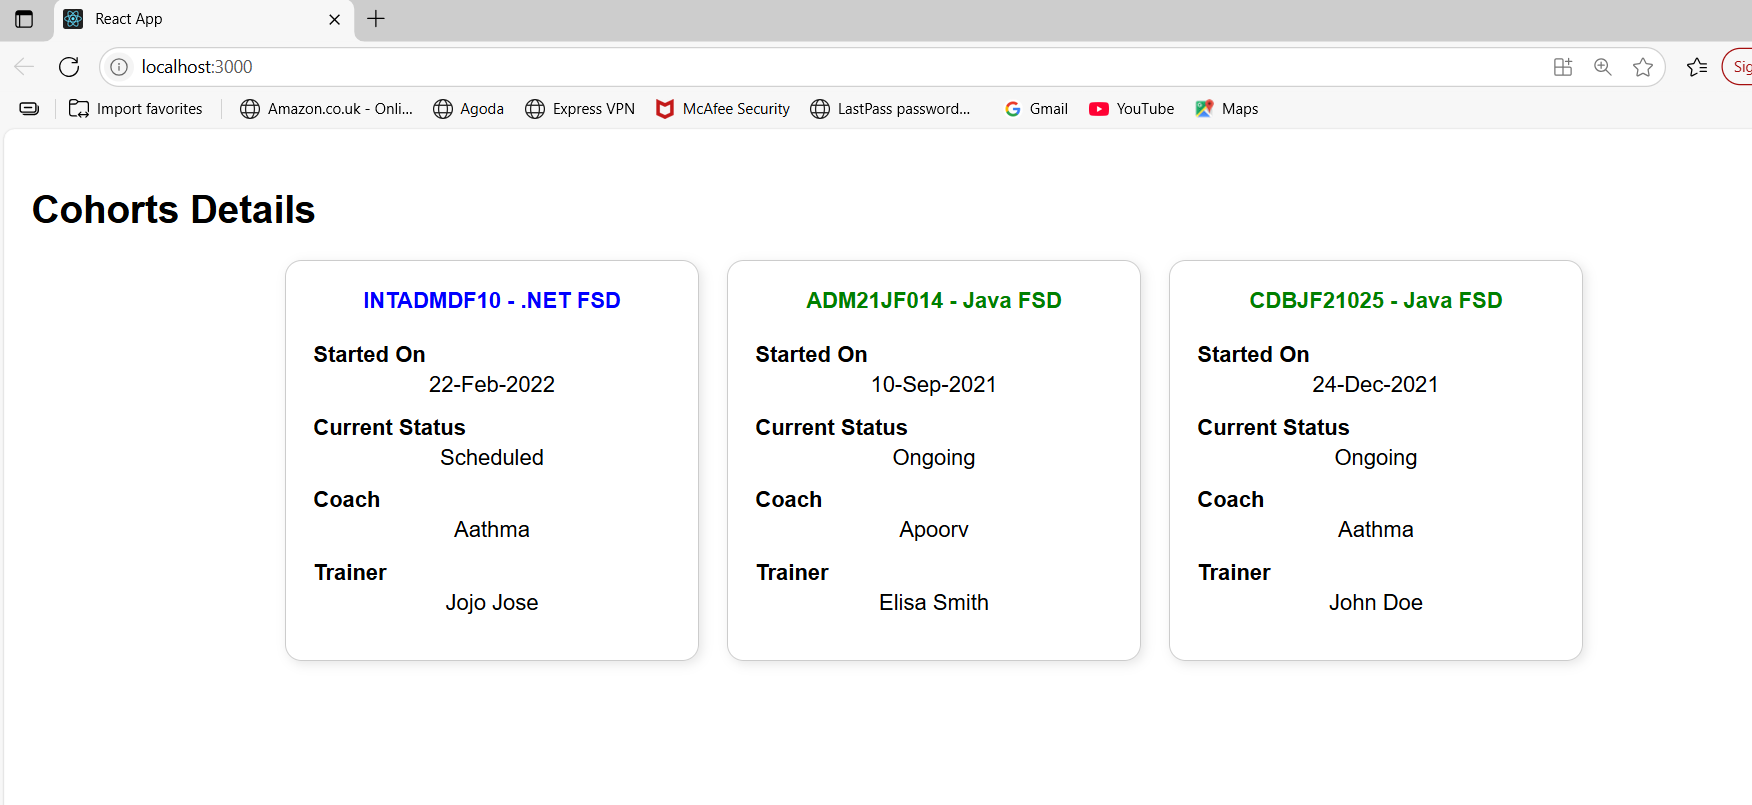 React App
localhost:3000
Import favorites
Amazon.co.uk - Onli...
Agoda
Express VPN
McAfee Security
LastPass password...
Gmail
YouTube
Maps
Cohorts Details
INTADMDF10 - .NET FSD
Started On
22-Feb-2022
Current Status
Scheduled
Coach
Aathma
Trainer
Jojo Jose
ADM21JF014 - Java FSD
Started On
10-Sep-2021
Current Status
Ongoing
Coach
Apoorv
Trainer
Elisa Smith
CDBJF21025 - Java FSD
Started On
24-Dec-2021
Current Status
Ongoing
Coach
Aathma
Trainer
John Doe